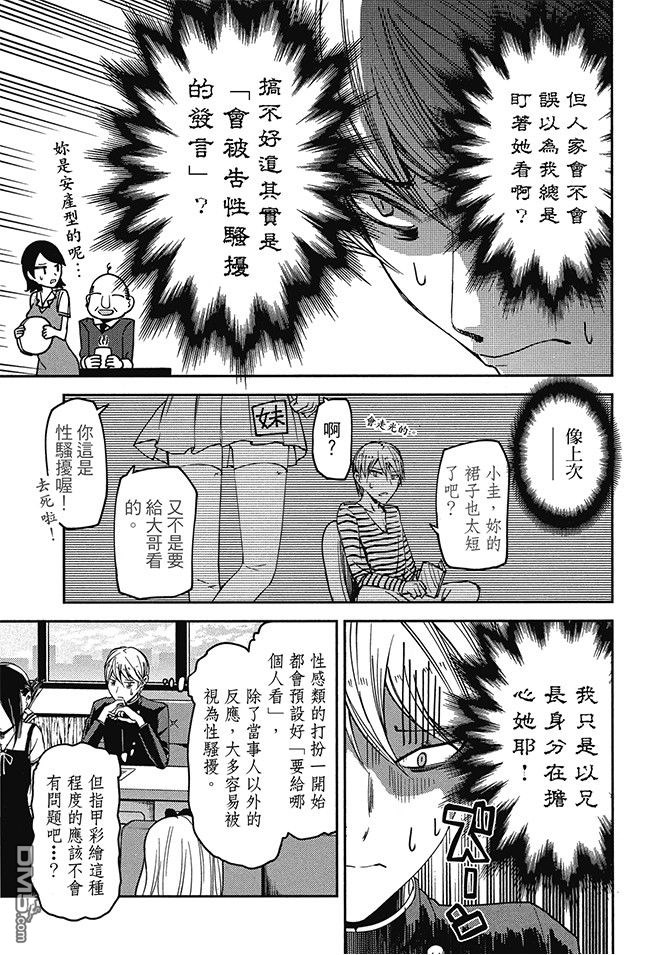 但人家會不會
誤以為我總是
盯著她看啊？
搞不好這其實是
「會被告性騷擾
的發言」？
妳是安產型的呢…
像上次
——
小圭，妳的
裙子也太短
了吧？
會走光的…
啊？
妹
又不是要
給大哥看
的。
你這是
性騷擾喔！
去死啦！
我只是以兄
長身分在擔
心她耶！
性感類的打扮一開始
都會預設好「要給哪
個人看」，
除了當事人以外的
反應，大多容易被
視為性騷擾。
但指甲彩繪這種
程度的應該不會
有問題吧…？
DM5.com